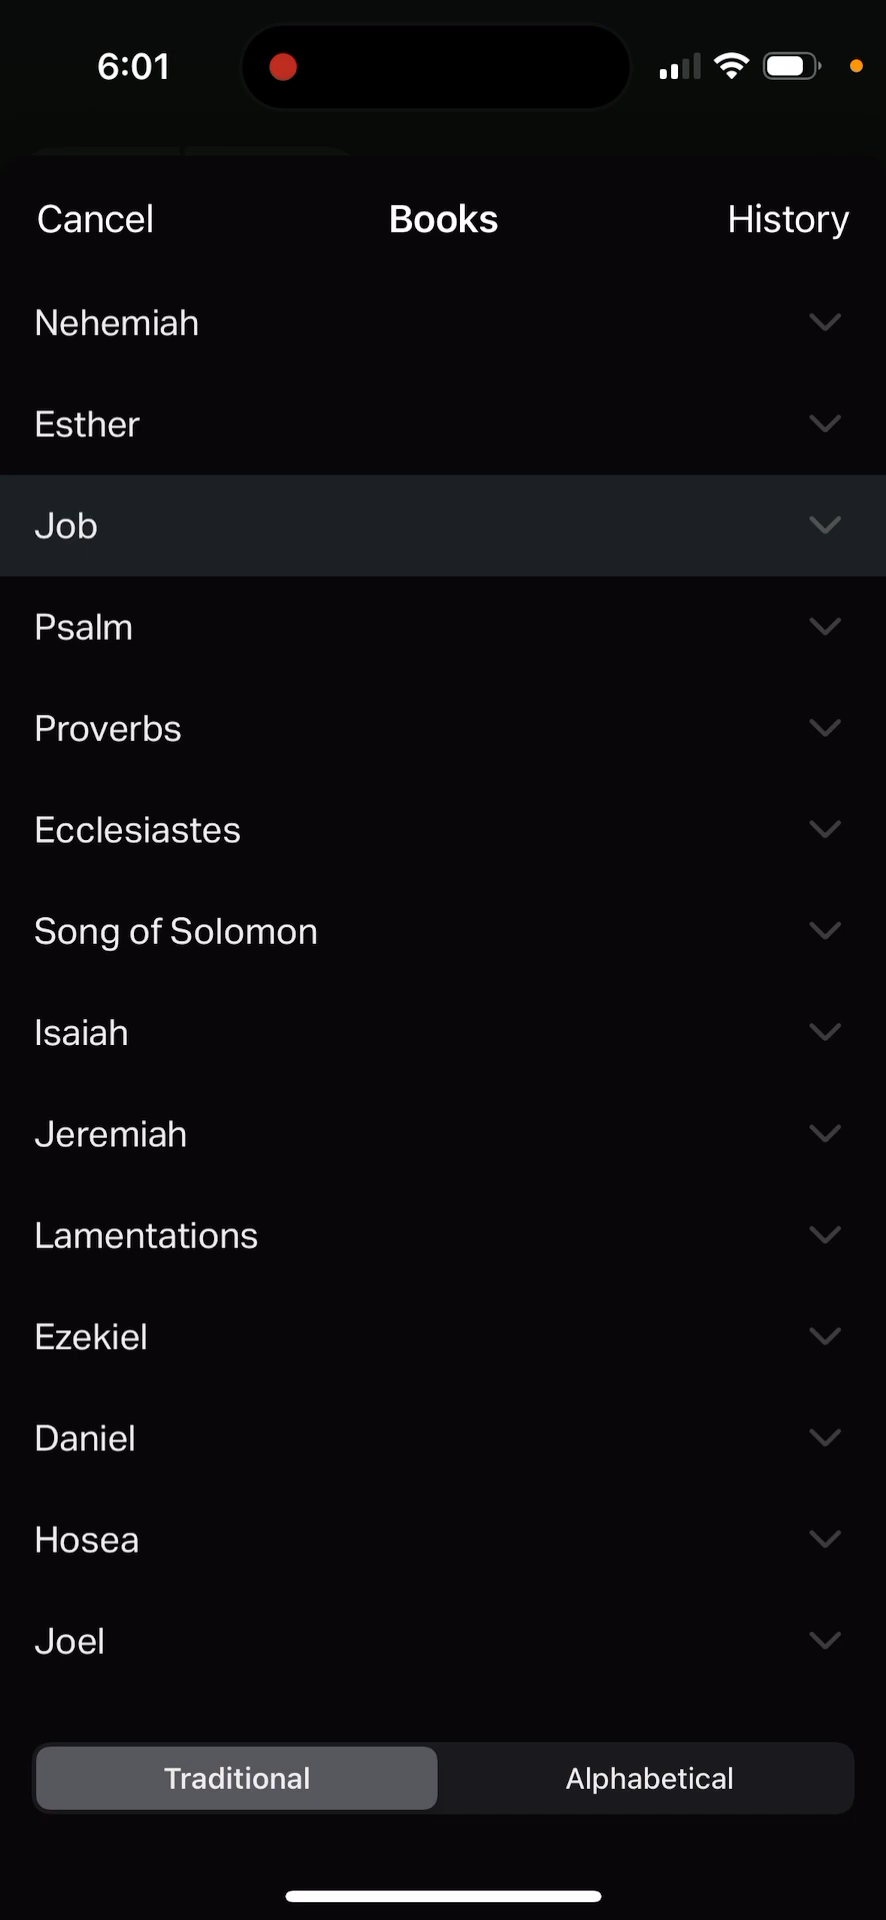 6:01
Cancel Books History
Nehemiah
Esther
Job
Psalm
Proverbs
Ecclesiastes
Song of Solomon
Isaiah
Jeremiah
Lamentations
Ezekiel
Daniel
Hosea
Joel
Traditional Alphabetical